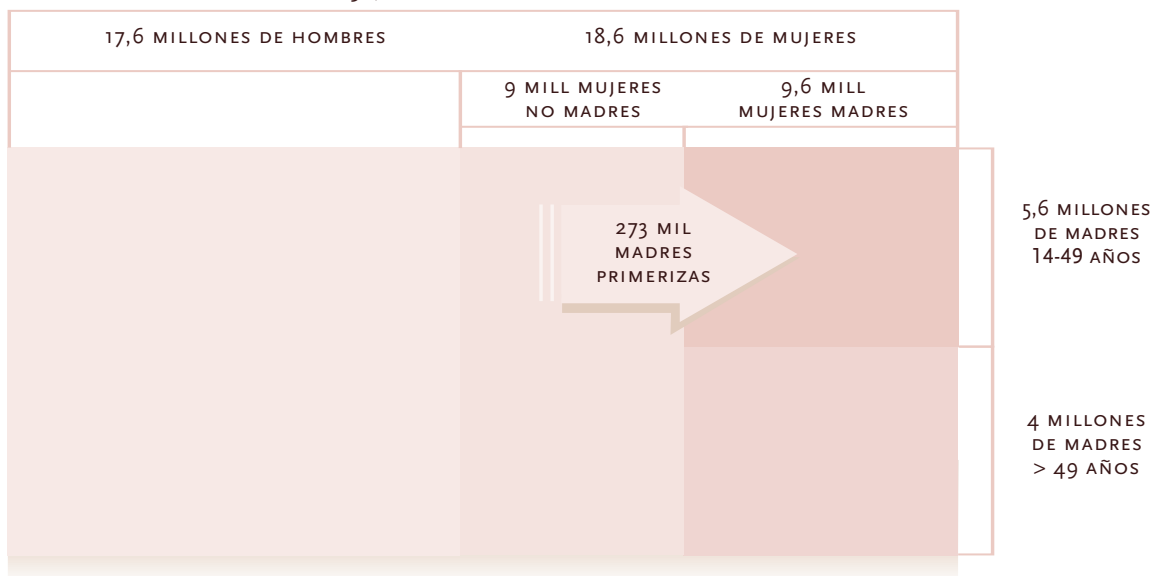 17,6 MILLONES DE HOMBRES
18,6 MILLONES DE MUJERES
9 MILL MUJERES
NO MADRES
9,6 MILL
MUJERES MADRES
273 MIL
MADRES
PRIMERIZAS
5,6 MILLONES
DE MADRES
14-49 AÑOS
4 MILLONES
DE MADRES
> 49 AÑOS